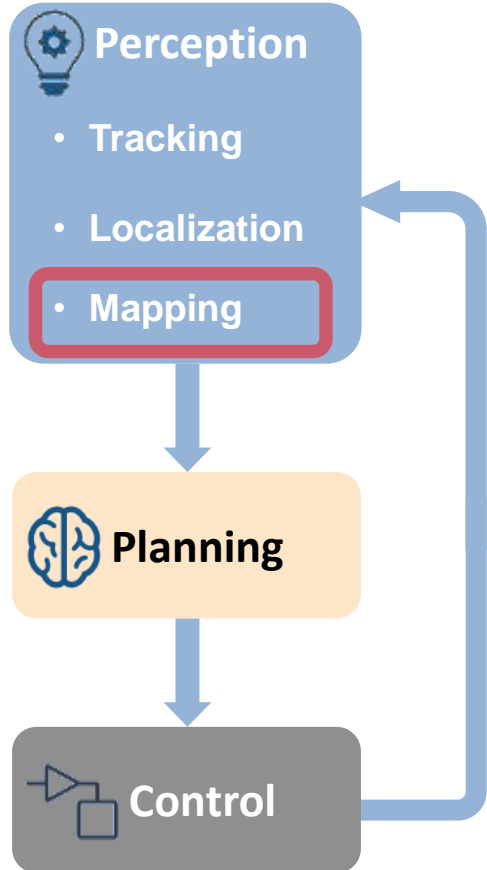 Perception
• Tracking
• Localization
• Mapping
Planning
Control